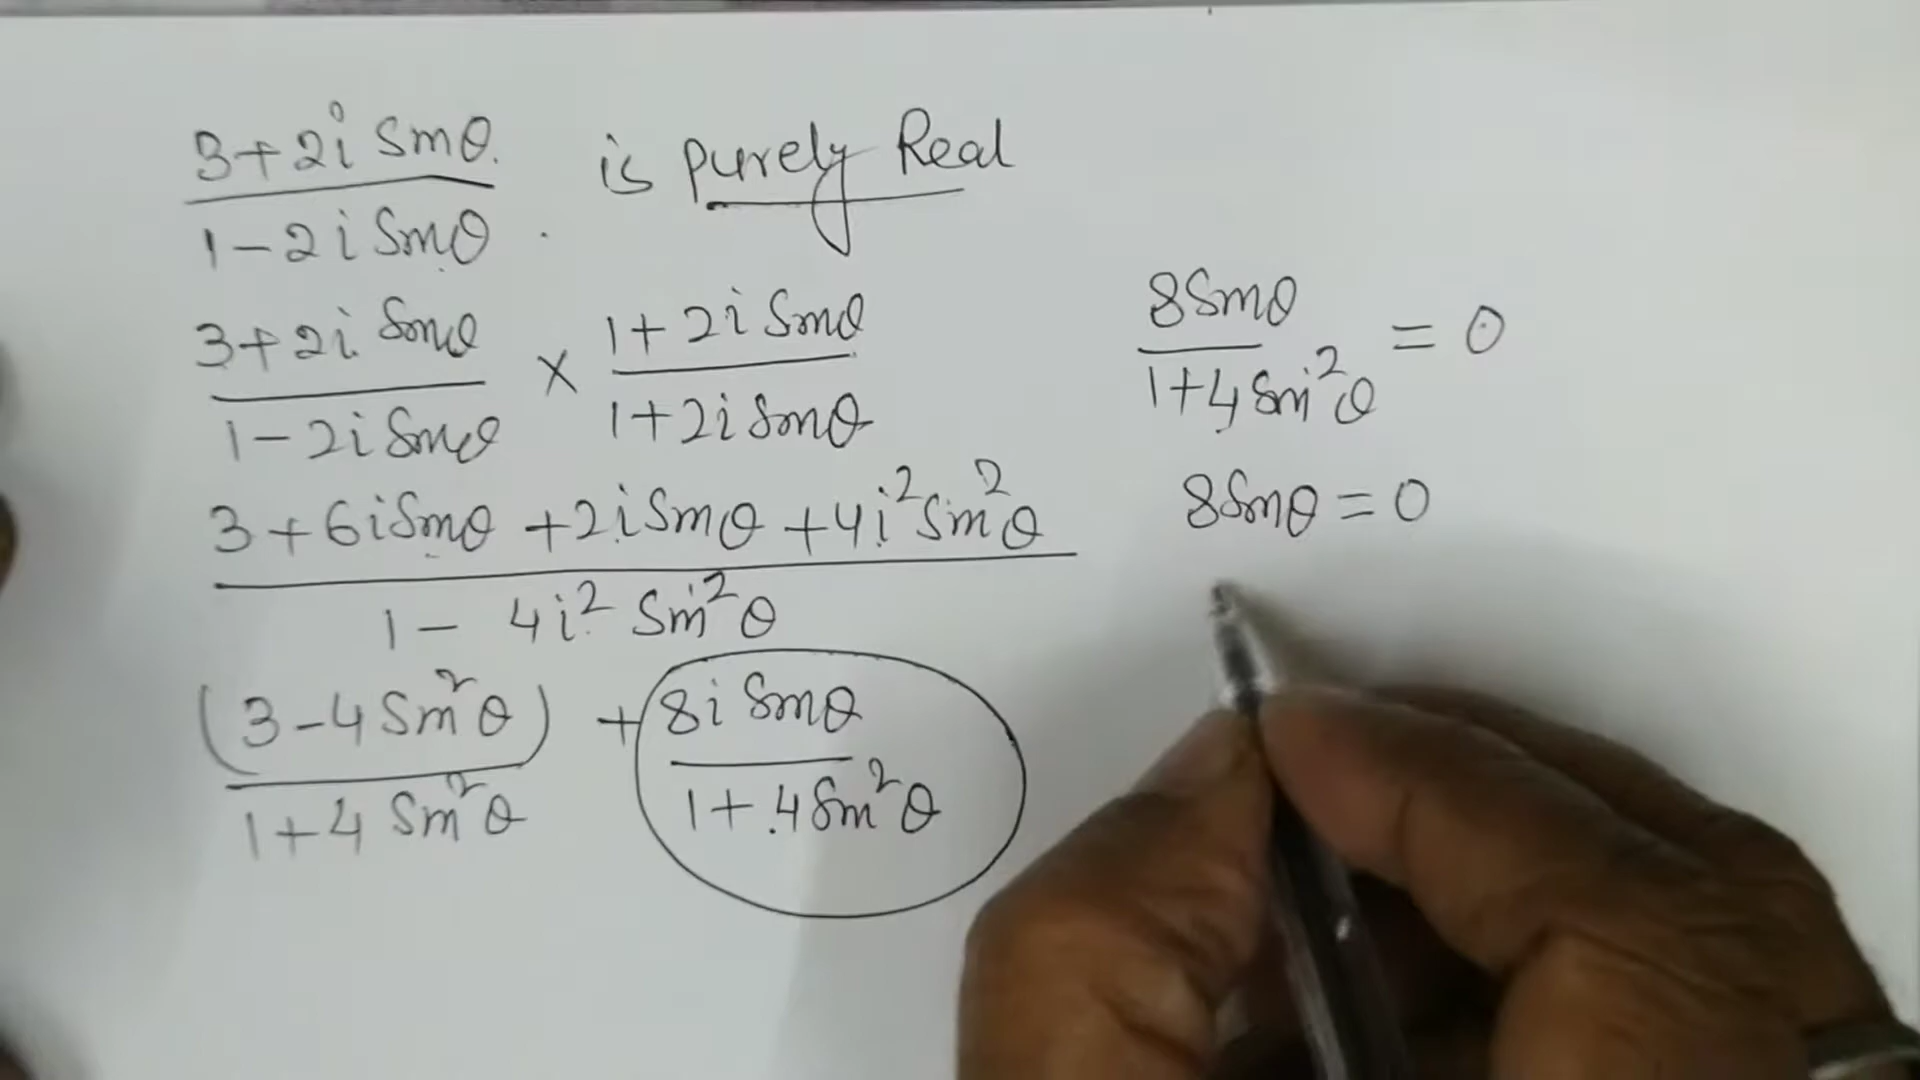 3+2i Sinθ
───
1-2i Sinθ . is purely Real
3+2i Sinθ / 1-2i Sinθ × 1+2i Sinθ / 1+2i Sinθ
3+6i Sinθ +2i Sinθ +4i² Sin²θ
1- 4i² Sin²θ
(3-4 Sin²θ) / 1+4 Sin²θ + 8i Sinθ / 1+4 Sin²θ
8 Sinθ / 1+4 Sin²θ = 0
8 Sinθ = 0